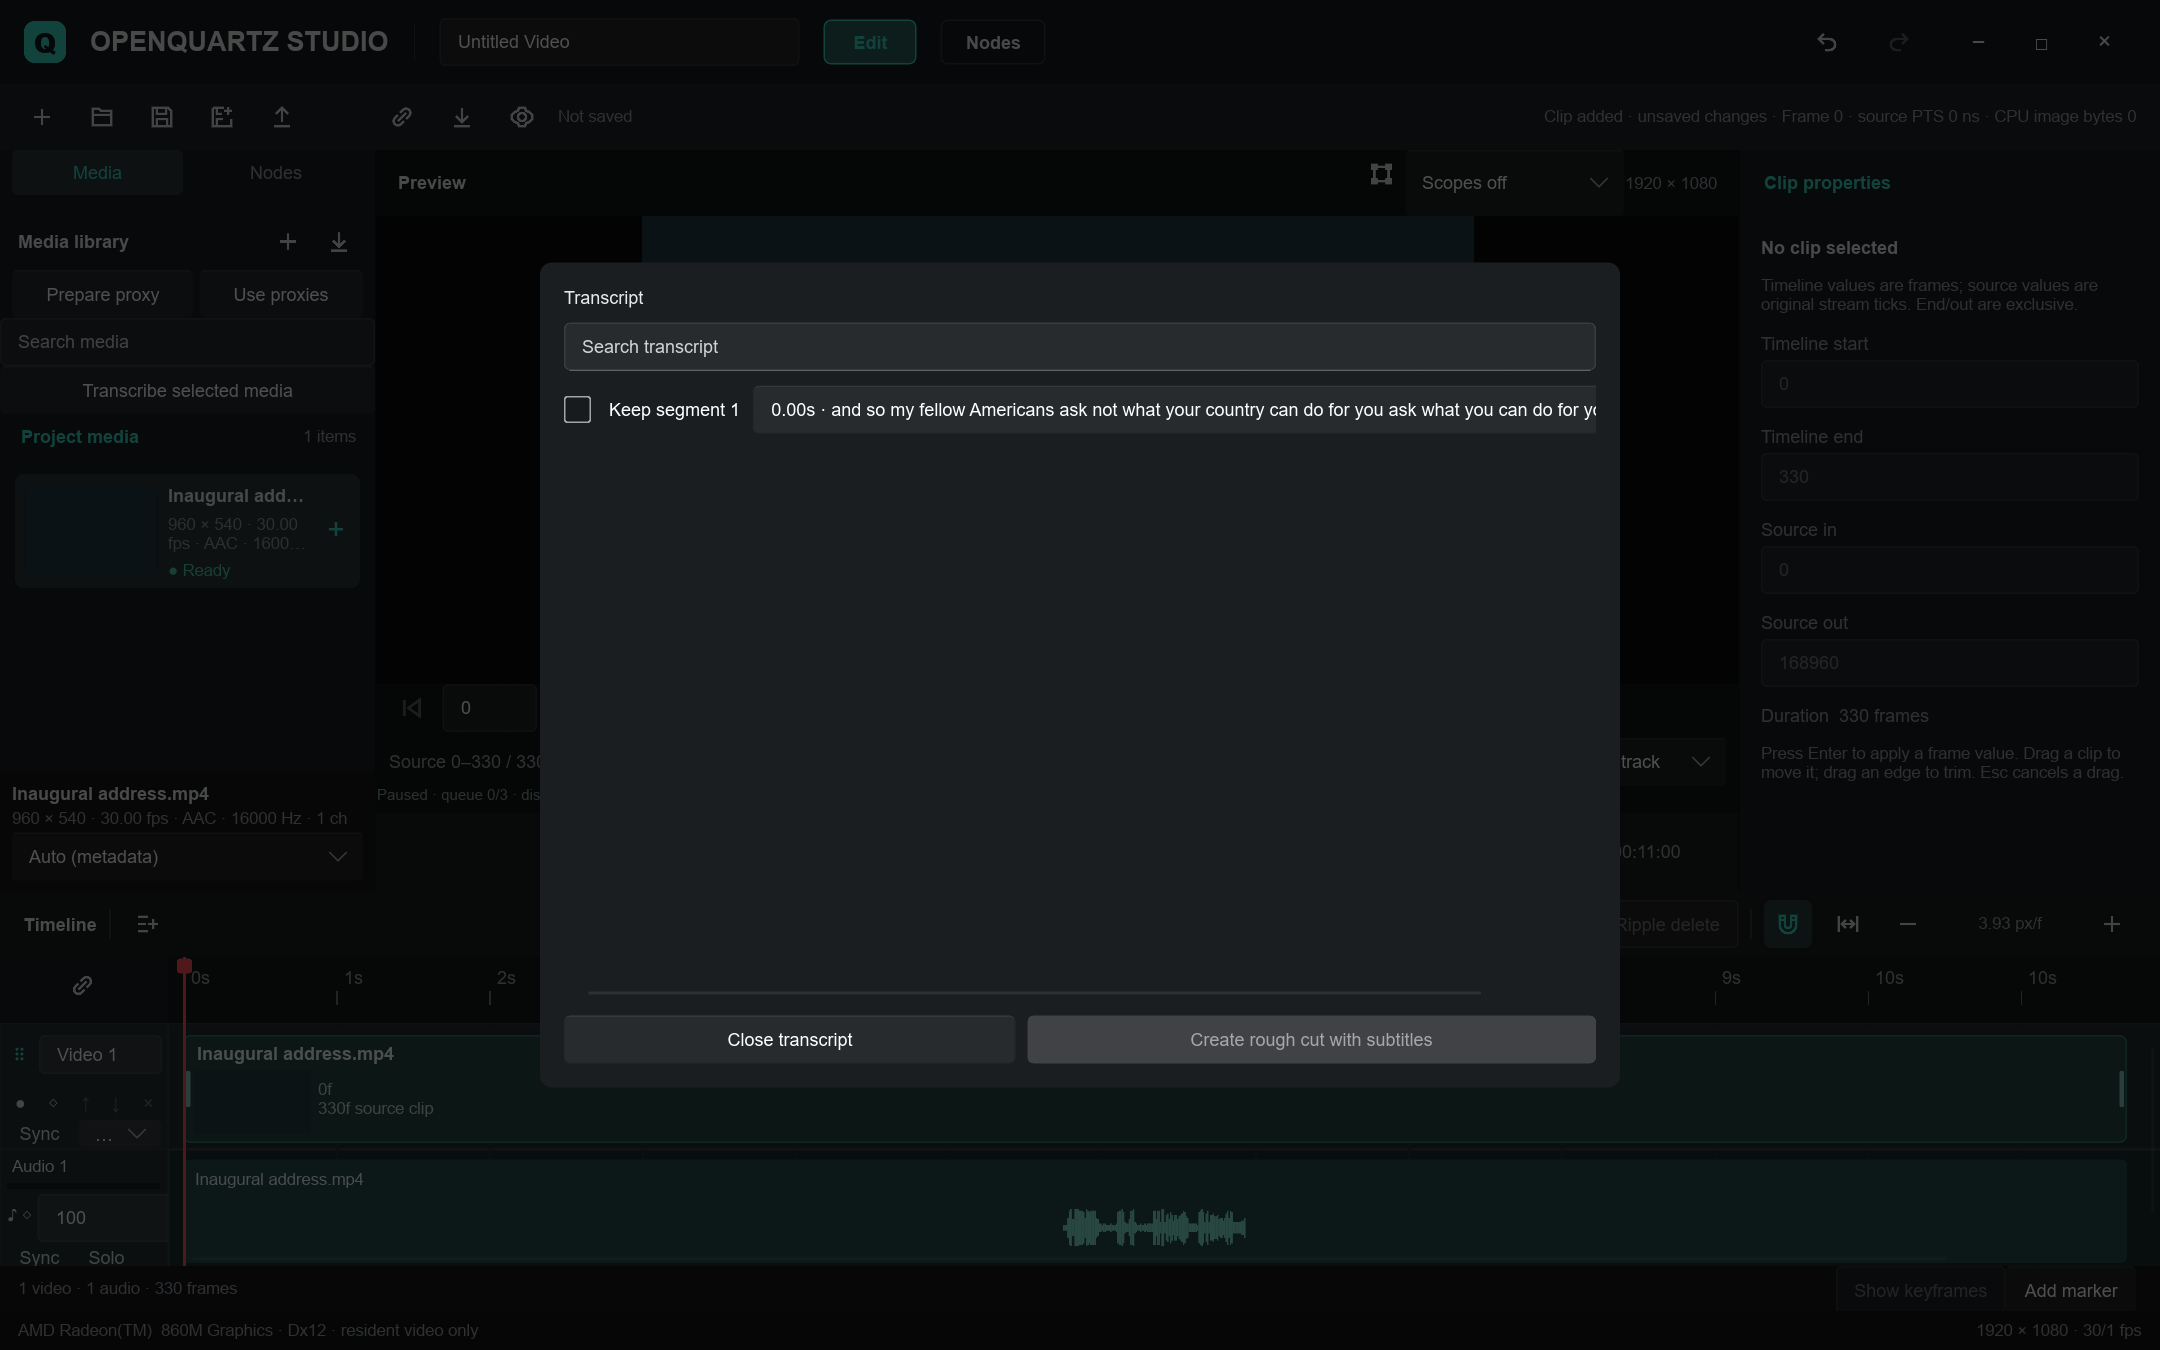 Q OPENQUARTZ STUDIO Untitled Video Edit Nodes
Not saved Clip added · unsaved changes · Frame 0 · source PTS 0 ns · CPU image bytes 0
Media Nodes
Preview Scopes off 1920 × 1080
Clip properties
Media library
Prepare proxy Use proxies
Search media
Transcribe selected media
Project media 1 items
Inaugural add…
960 × 540 · 30.00
fps · AAC · 1600…
● Ready
Inaugural address.mp4
960 × 540 · 30.00 fps · AAC · 16000 Hz · 1 ch
Auto (metadata)
Transcript
Search transcript
Keep segment 1 0.00s · and so my fellow Americans ask not what your country can do for you ask what you can do for yo
Close transcript Create rough cut with subtitles
0
Source 0–330 / 330
Paused · queue 0/3 · dis
track
00:11:00
No clip selected
Timeline values are frames; source values are
original stream ticks. End/out are exclusive.
Timeline start
0
Timeline end
330
Source in
0
Source out
168960
Duration 330 frames
Press Enter to apply a frame value. Drag a clip to
move it; drag an edge to trim. Esc cancels a drag.
Timeline Ripple delete 3.93 px/f
0s 1s 2s 9s 10s 10s
Video 1 Inaugural address.mp4
0f
330f source clip
Sync …
Audio 1 Inaugural address.mp4
100
Sync Solo
1 video · 1 audio · 330 frames Show keyframes Add marker
AMD Radeon(TM) 860M Graphics · Dx12 · resident video only 1920 × 1080 · 30/1 fps